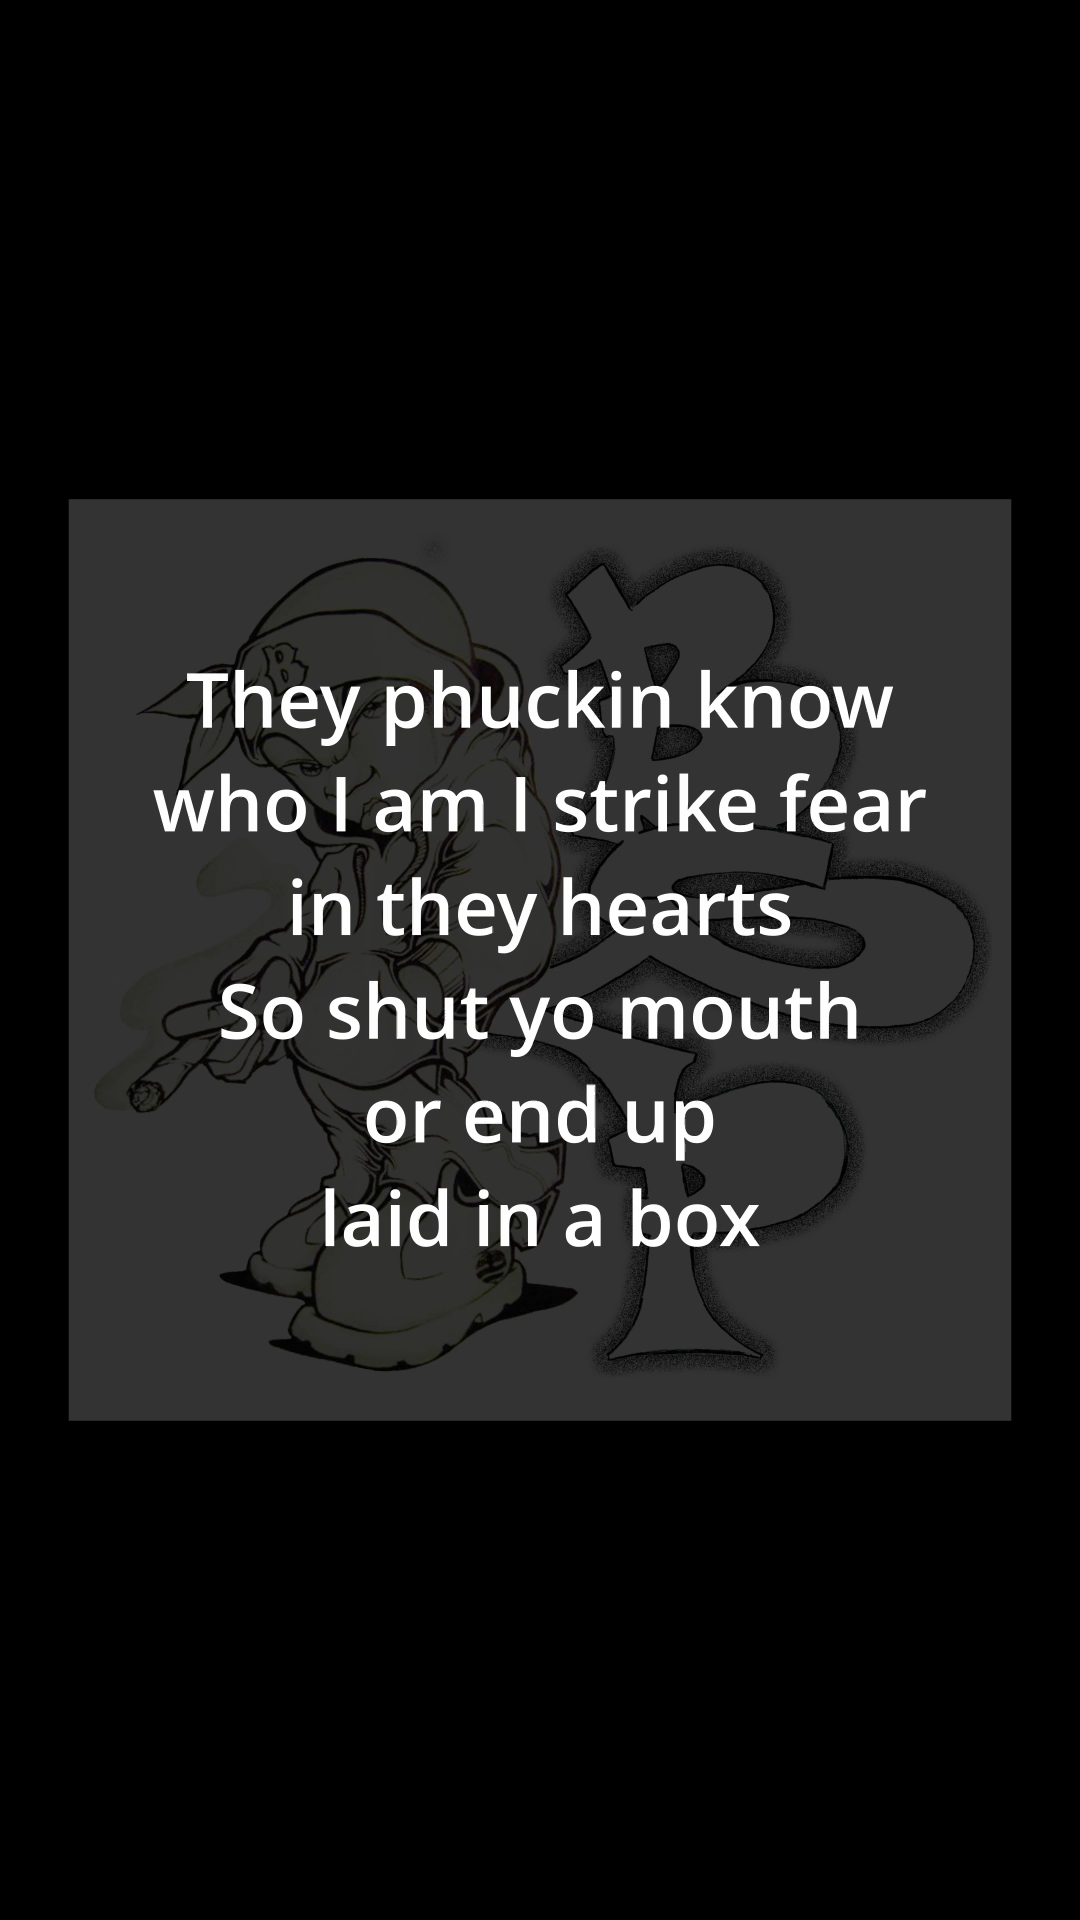 They phuckin know
who I am I strike fear
in they hearts
So shut yo mouth
or end up
laid in a box
B